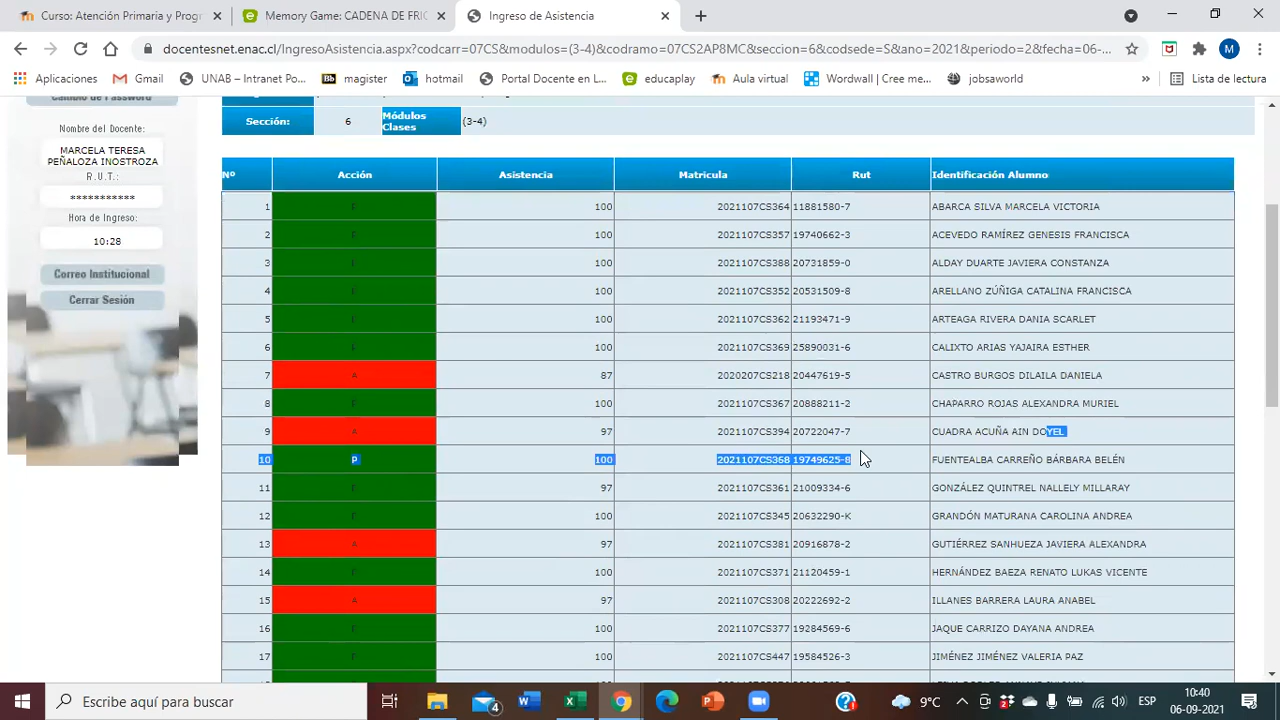 Curso: Atención Primaria y Progra
Memory Game: CADENA DE FRIO
Ingreso de Asistencia
docentesnet.enac.cl/IngresoAsistencia.aspx?codcarr=07CS&modulos=(3-4)&codramo=07CS2AP8MC&seccion=6&codsede=S&ano=2021&periodo=2&fecha=06-...
M
Aplicaciones
Gmail
UNAB – Intranet Po...
magister
hotmail
Portal Docente en L...
educaplay
Aula virtual
Wordwall | Cree me...
jobsaworld
»
Lista de lectura
Cambio de Password
Nombre del Docente:
MARCELA TERESA
PEÑALOZA INOSTROZA
R.U.T.:
***********
Hora de Ingreso:
10:28
Correo Institucional
Cerrar Sesión
Sección: 6 Módulos Clases (3-4)
Nº Acción Asistencia Matricula Rut Identificación Alumno
1 P 100 2021107CS364 11881580-7 ABARCA SILVA MARCELA VICTORIA
2 P 100 2021107CS357 19740662-3 ACEVEDO RAMÍREZ GENESIS FRANCISCA
3 P 100 2021107CS388 20731859-0 ALDAY DUARTE JAVIERA CONSTANZA
4 P 100 2021107CS352 20531509-8 ARELLANO ZÚÑIGA CATALINA FRANCISCA
5 P 100 2021107CS362 21193471-9 ARTEAGA RIVERA DANIA SCARLET
6 P 100 2021107CS369 25890031-6 CALIXTO ARIAS YAJAIRA ESTHER
7 A 87 2020207CS218 20447619-5 CASTRO BURGOS DILAILA DANIELA
8 P 100 2021107CS367 20888211-2 CHAPARRO ROJAS ALEXANDRA MURIEL
9 A 97 2021107CS394 20722047-7 CUADRA ACUÑA AIN DOYEL
10 P 100 2021107CS368 19749625-8 FUENTEALBA CARREÑO BÁRBARA BELÉN
11 P 97 2021107CS361 21009334-6 GONZÁLEZ QUINTREL NALLELY MILLARAY
12 P 100 2021107CS345 20632290-K GRANDÓN MATURANA CAROLINA ANDREA
13 A 97 2021107CS381 20916878-2 GUTIÉRREZ SANHUEZA JAVIERA ALEXANDRA
14 P 100 2021107CS371 21120459-1 HERNÁNDEZ BAEZA RENATO LUKAS VICENTE
15 A 97 2021107CS308 20222692-2 ILLANES BARRERA LAURA ANABEL
16 P 100 2021107CS377 19284569-6 JAQUE CARRIZO DAYANA ANDREA
17 P 100 2021107CS447 19584526-3 JIMÉNEZ JIMÉNEZ VALERIA PAZ
Escribe aquí para buscar
4
9°C
ESP
10:40
06-09-2021